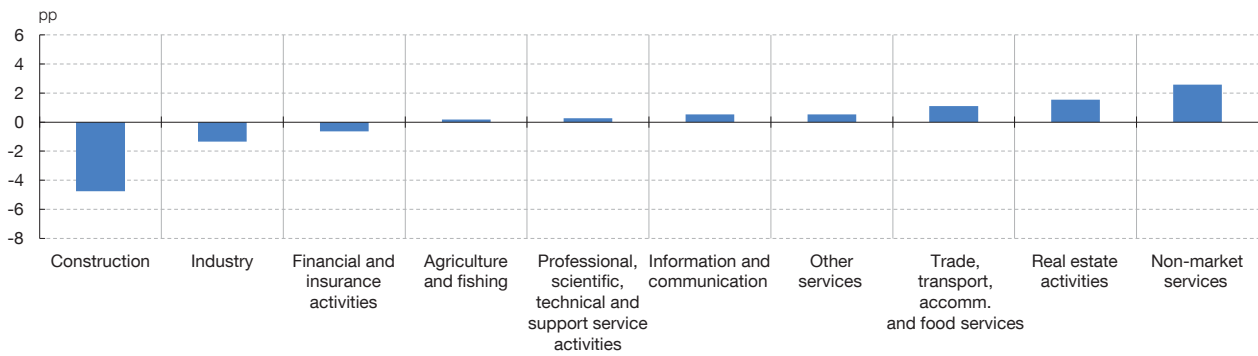 pp
6
4
2
0
-2
-4
-6
-8
Construction
Industry
Financial and
insurance
activities
Agriculture
and fishing
Professional,
scientific,
technical and
support service
activities
Information and
communication
Other
services
Trade,
transport,
accomm.
and food services
Real estate
activities
Non-market
services